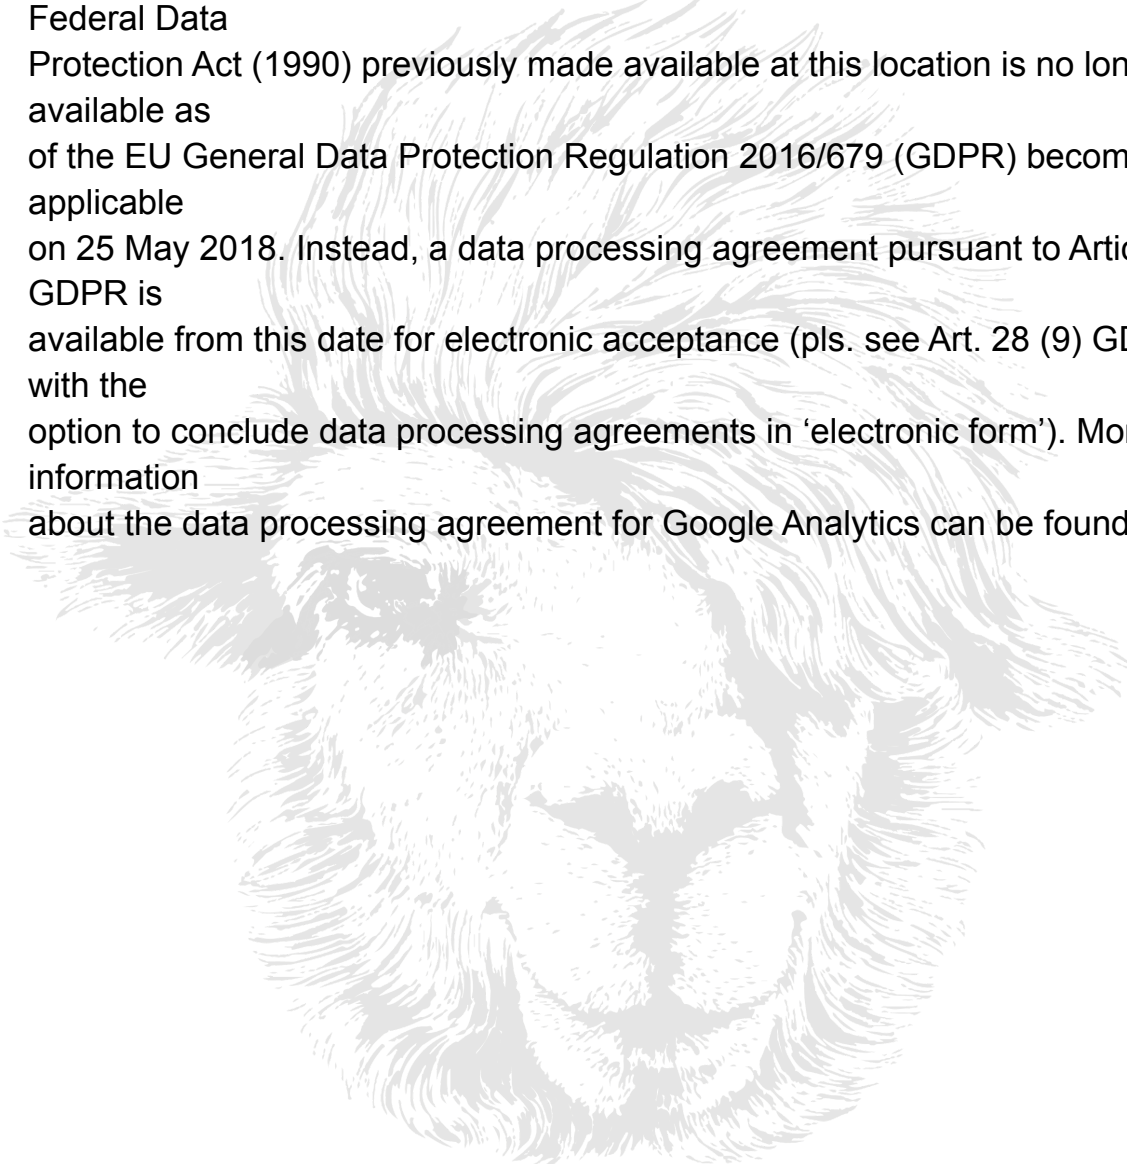 Federal Data
Protection Act (1990) previously made available at this location is no lon
available as
of the EU General Data Protection Regulation 2016/679 (GDPR) becom
applicable
on 25 May 2018. Instead, a data processing agreement pursuant to Artic
GDPR is
available from this date for electronic acceptance (pls. see Art. 28 (9) GD
with the
option to conclude data processing agreements in ‘electronic form’). Mor
information
about the data processing agreement for Google Analytics can be found